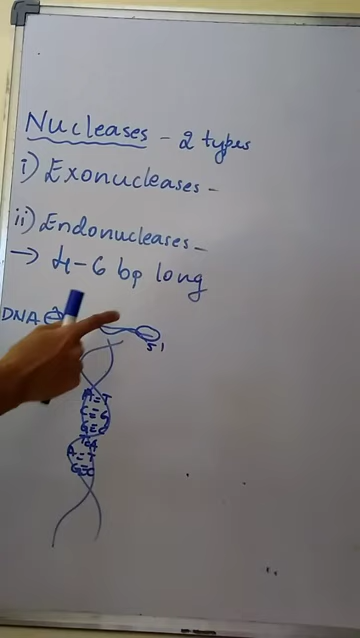 Nucleases - 2 types
i) Exonucleases -
ii) Endonucleases -
→ 4-6 bp long
DNA
5'
A = T
G ≡ C
A = T
G ≡ C